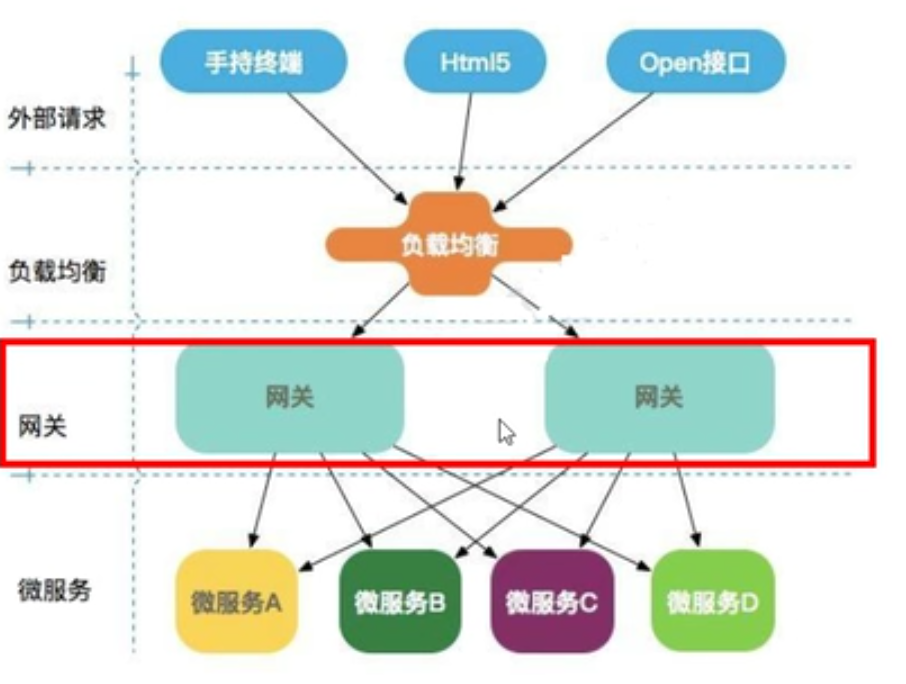 手持终端
Html5
Open接口
外部请求
负载均衡
负载均衡
网关
网关
网关
微服务
微服务A
微服务B
微服务C
微服务D